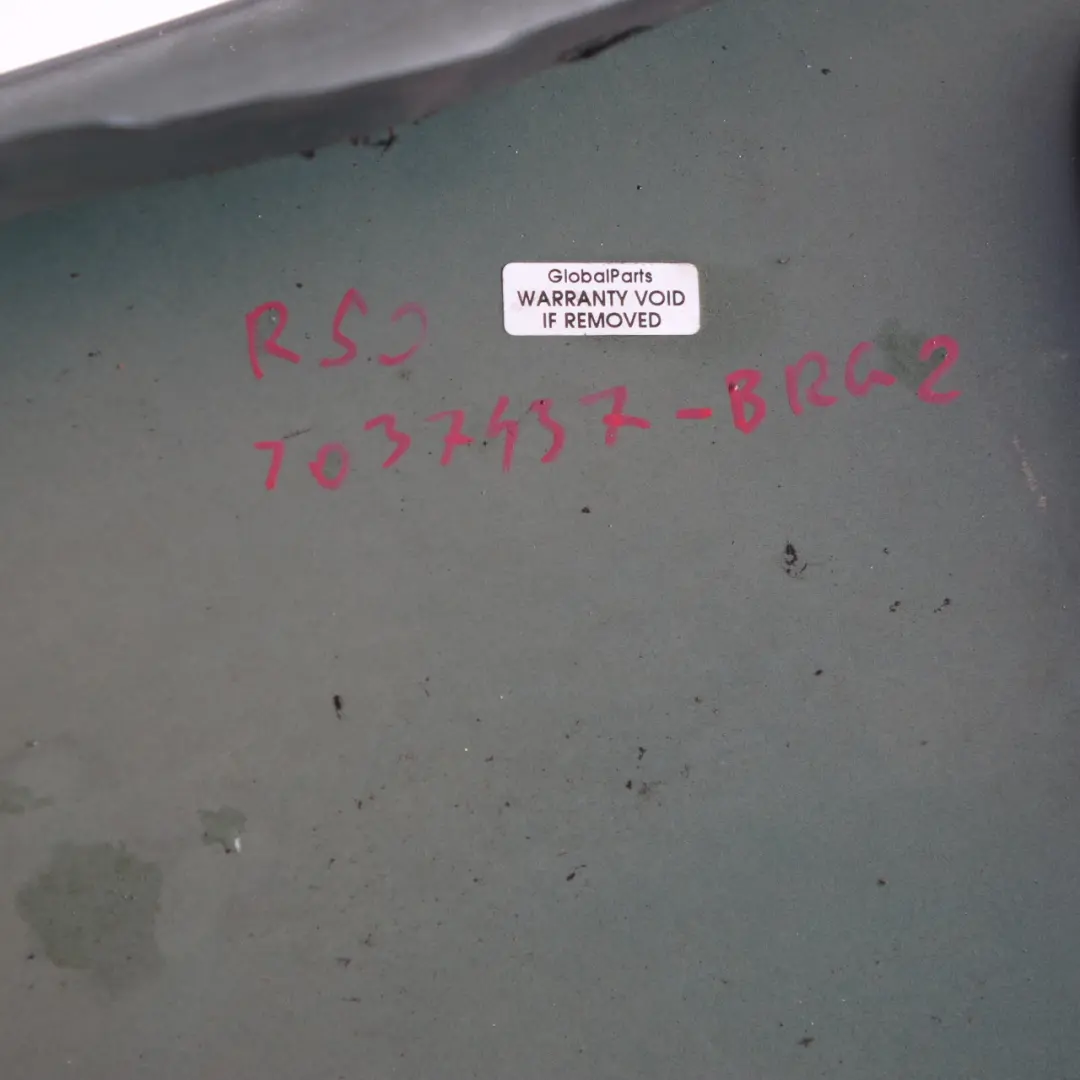 GlobalParts
WARRANTY VOID
IF REMOVED
R50
7037437-BRG2